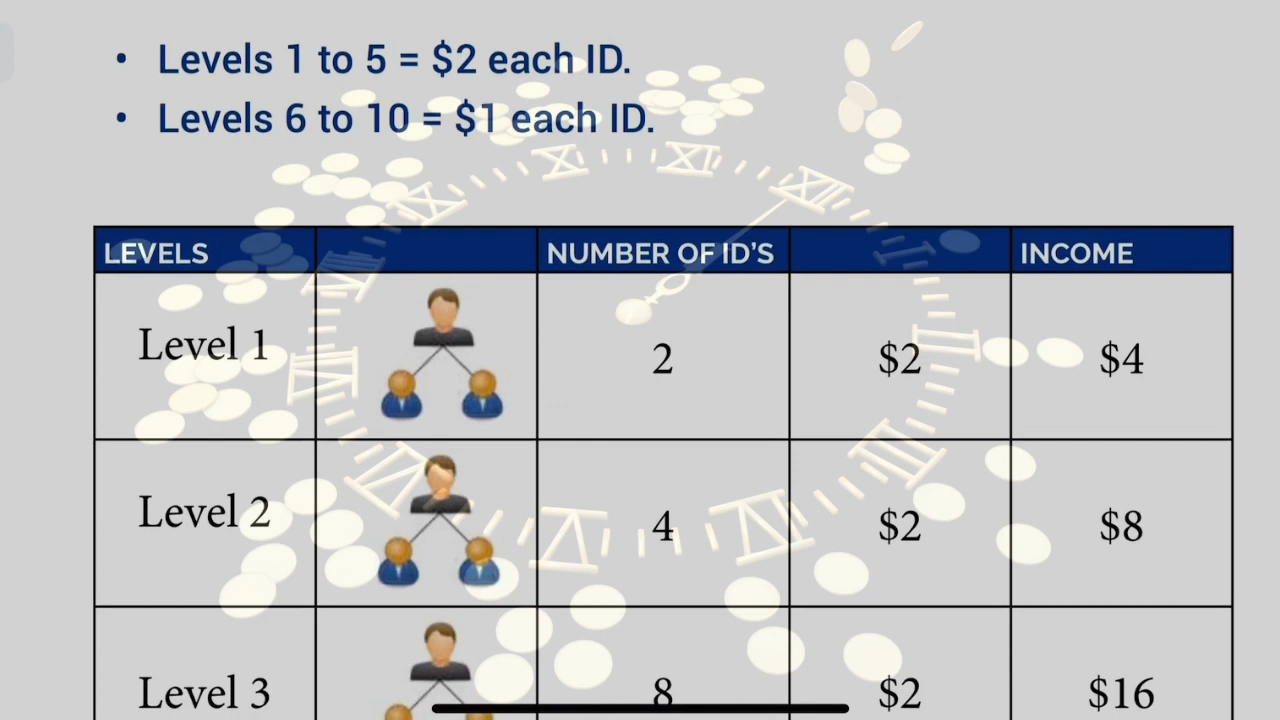 • Levels 1 to 5 = $2 each ID.
• Levels 6 to 10 = $1 each ID.
LEVELS NUMBER OF ID'S INCOME
Level 1 2 $2 $4
Level 2 4 $2 $8
Level 3 8 $2 $16